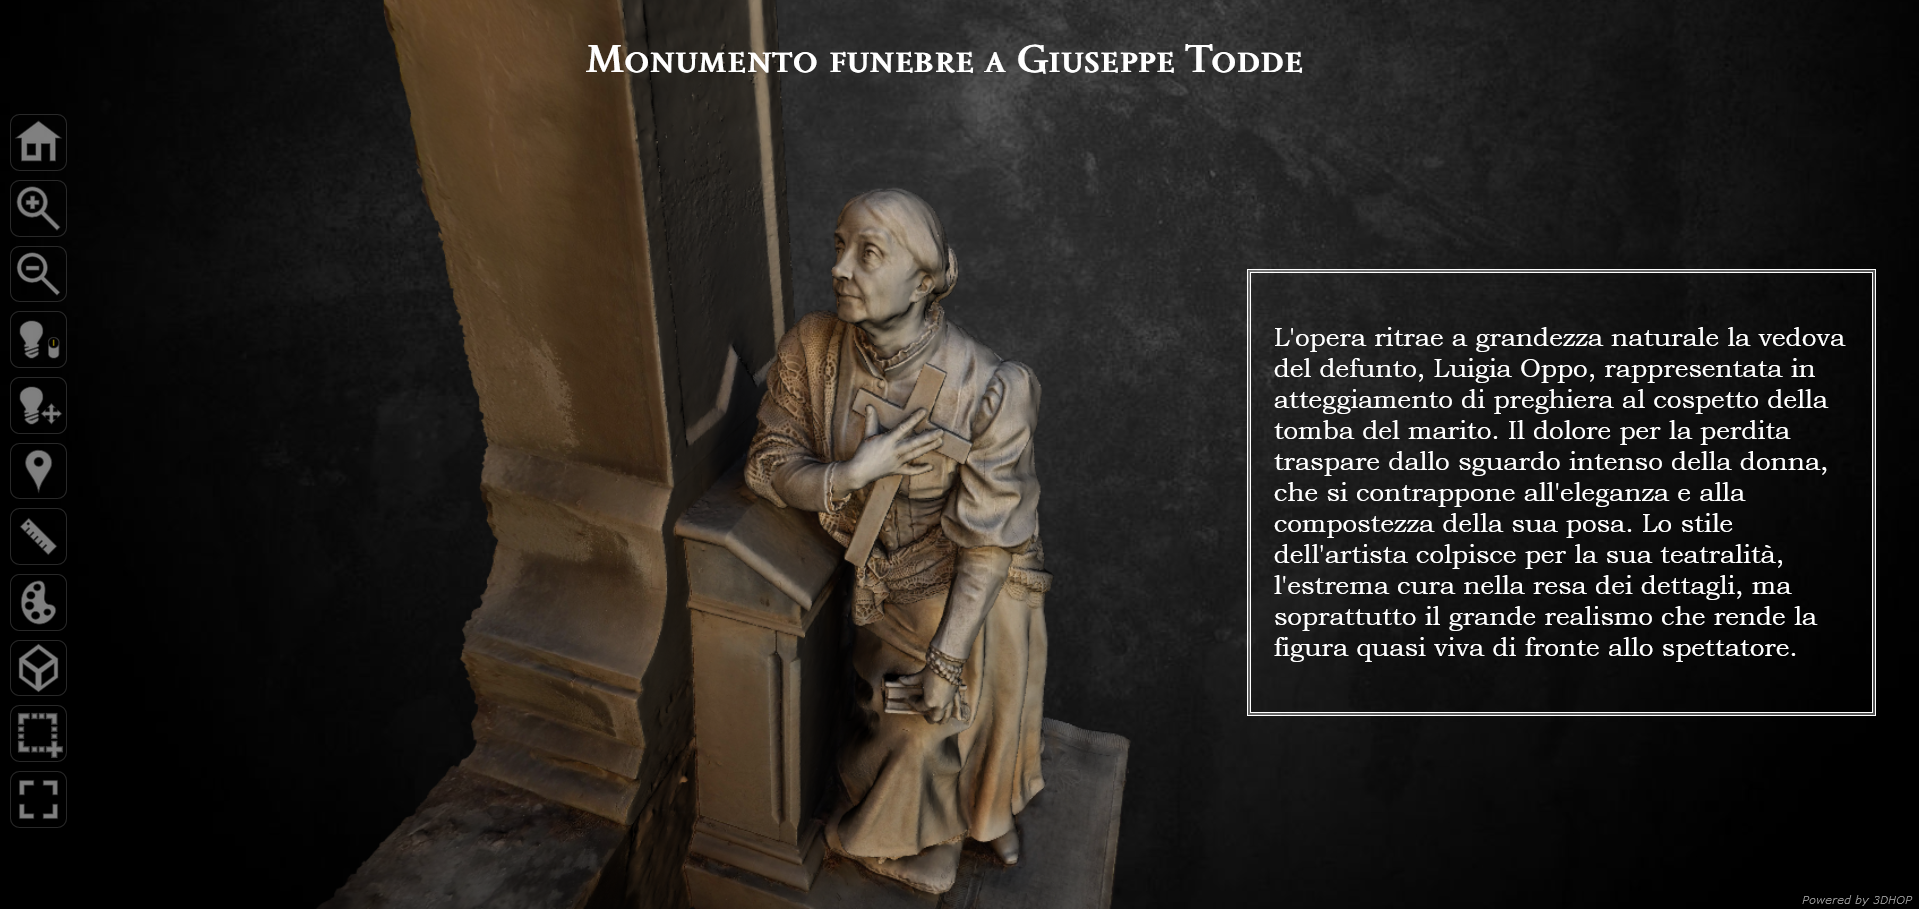 Monumento funebre a Giuseppe Todde
L'opera ritrae a grandezza naturale la vedova
del defunto, Luigia Oppo, rappresentata in
atteggiamento di preghiera al cospetto della
tomba del marito. Il dolore per la perdita
traspare dallo sguardo intenso della donna,
che si contrappone all'eleganza e alla
compostezza della sua posa. Lo stile
dell'artista colpisce per la sua teatralità,
l'estrema cura nella resa dei dettagli, ma
soprattutto il grande realismo che rende la
figura quasi viva di fronte allo spettatore.
Powered by 3DHOP